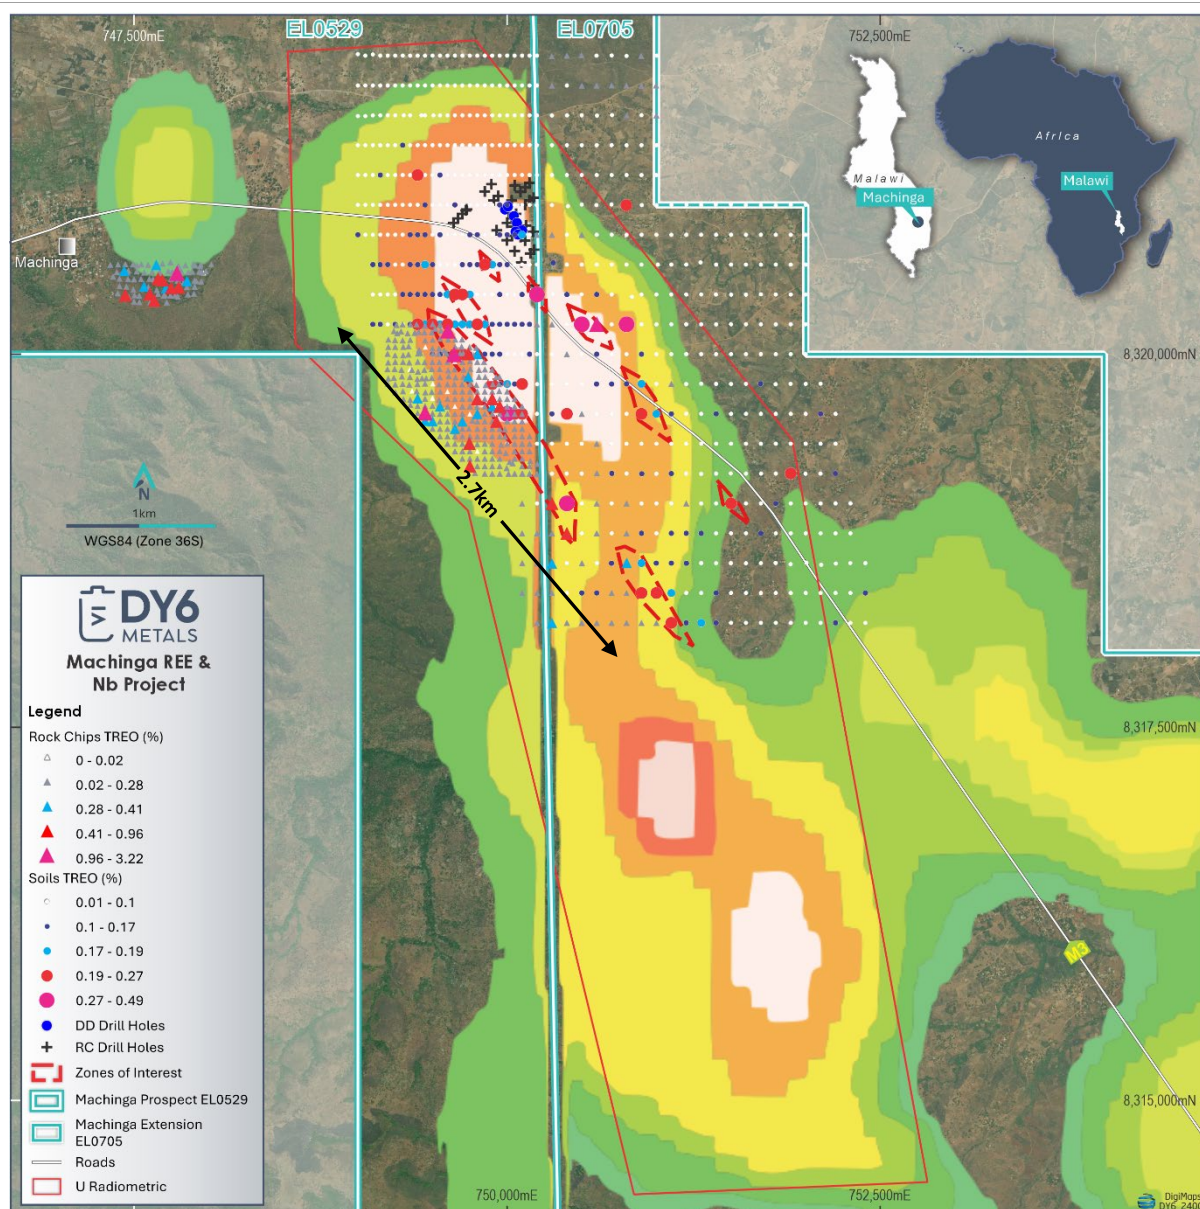 EL0529
EL0705
747,500mE
752,500mE
Africa
Malawi
Machinga
Malawi
Machinga
8,320,000mN
2.7km
N
1km
WGS84 (Zone 36S)
DY6
METALS
Machinga REE &
Nb Project
Legend
Rock Chips TREO (%)
0 - 0.02
0.02 - 0.28
0.28 - 0.41
0.41 - 0.96
0.96 - 3.22
Soils TREO (%)
0.01 - 0.1
0.1 - 0.17
0.17 - 0.19
0.19 - 0.27
0.27 - 0.49
DD Drill Holes
RC Drill Holes
Zones of Interest
Machinga Prospect EL0529
Machinga Extension
EL0705
Roads
U Radiometric
8,317,500mN
M3
8,315,000mN
750,000mE
752,500mE
DigiMaps